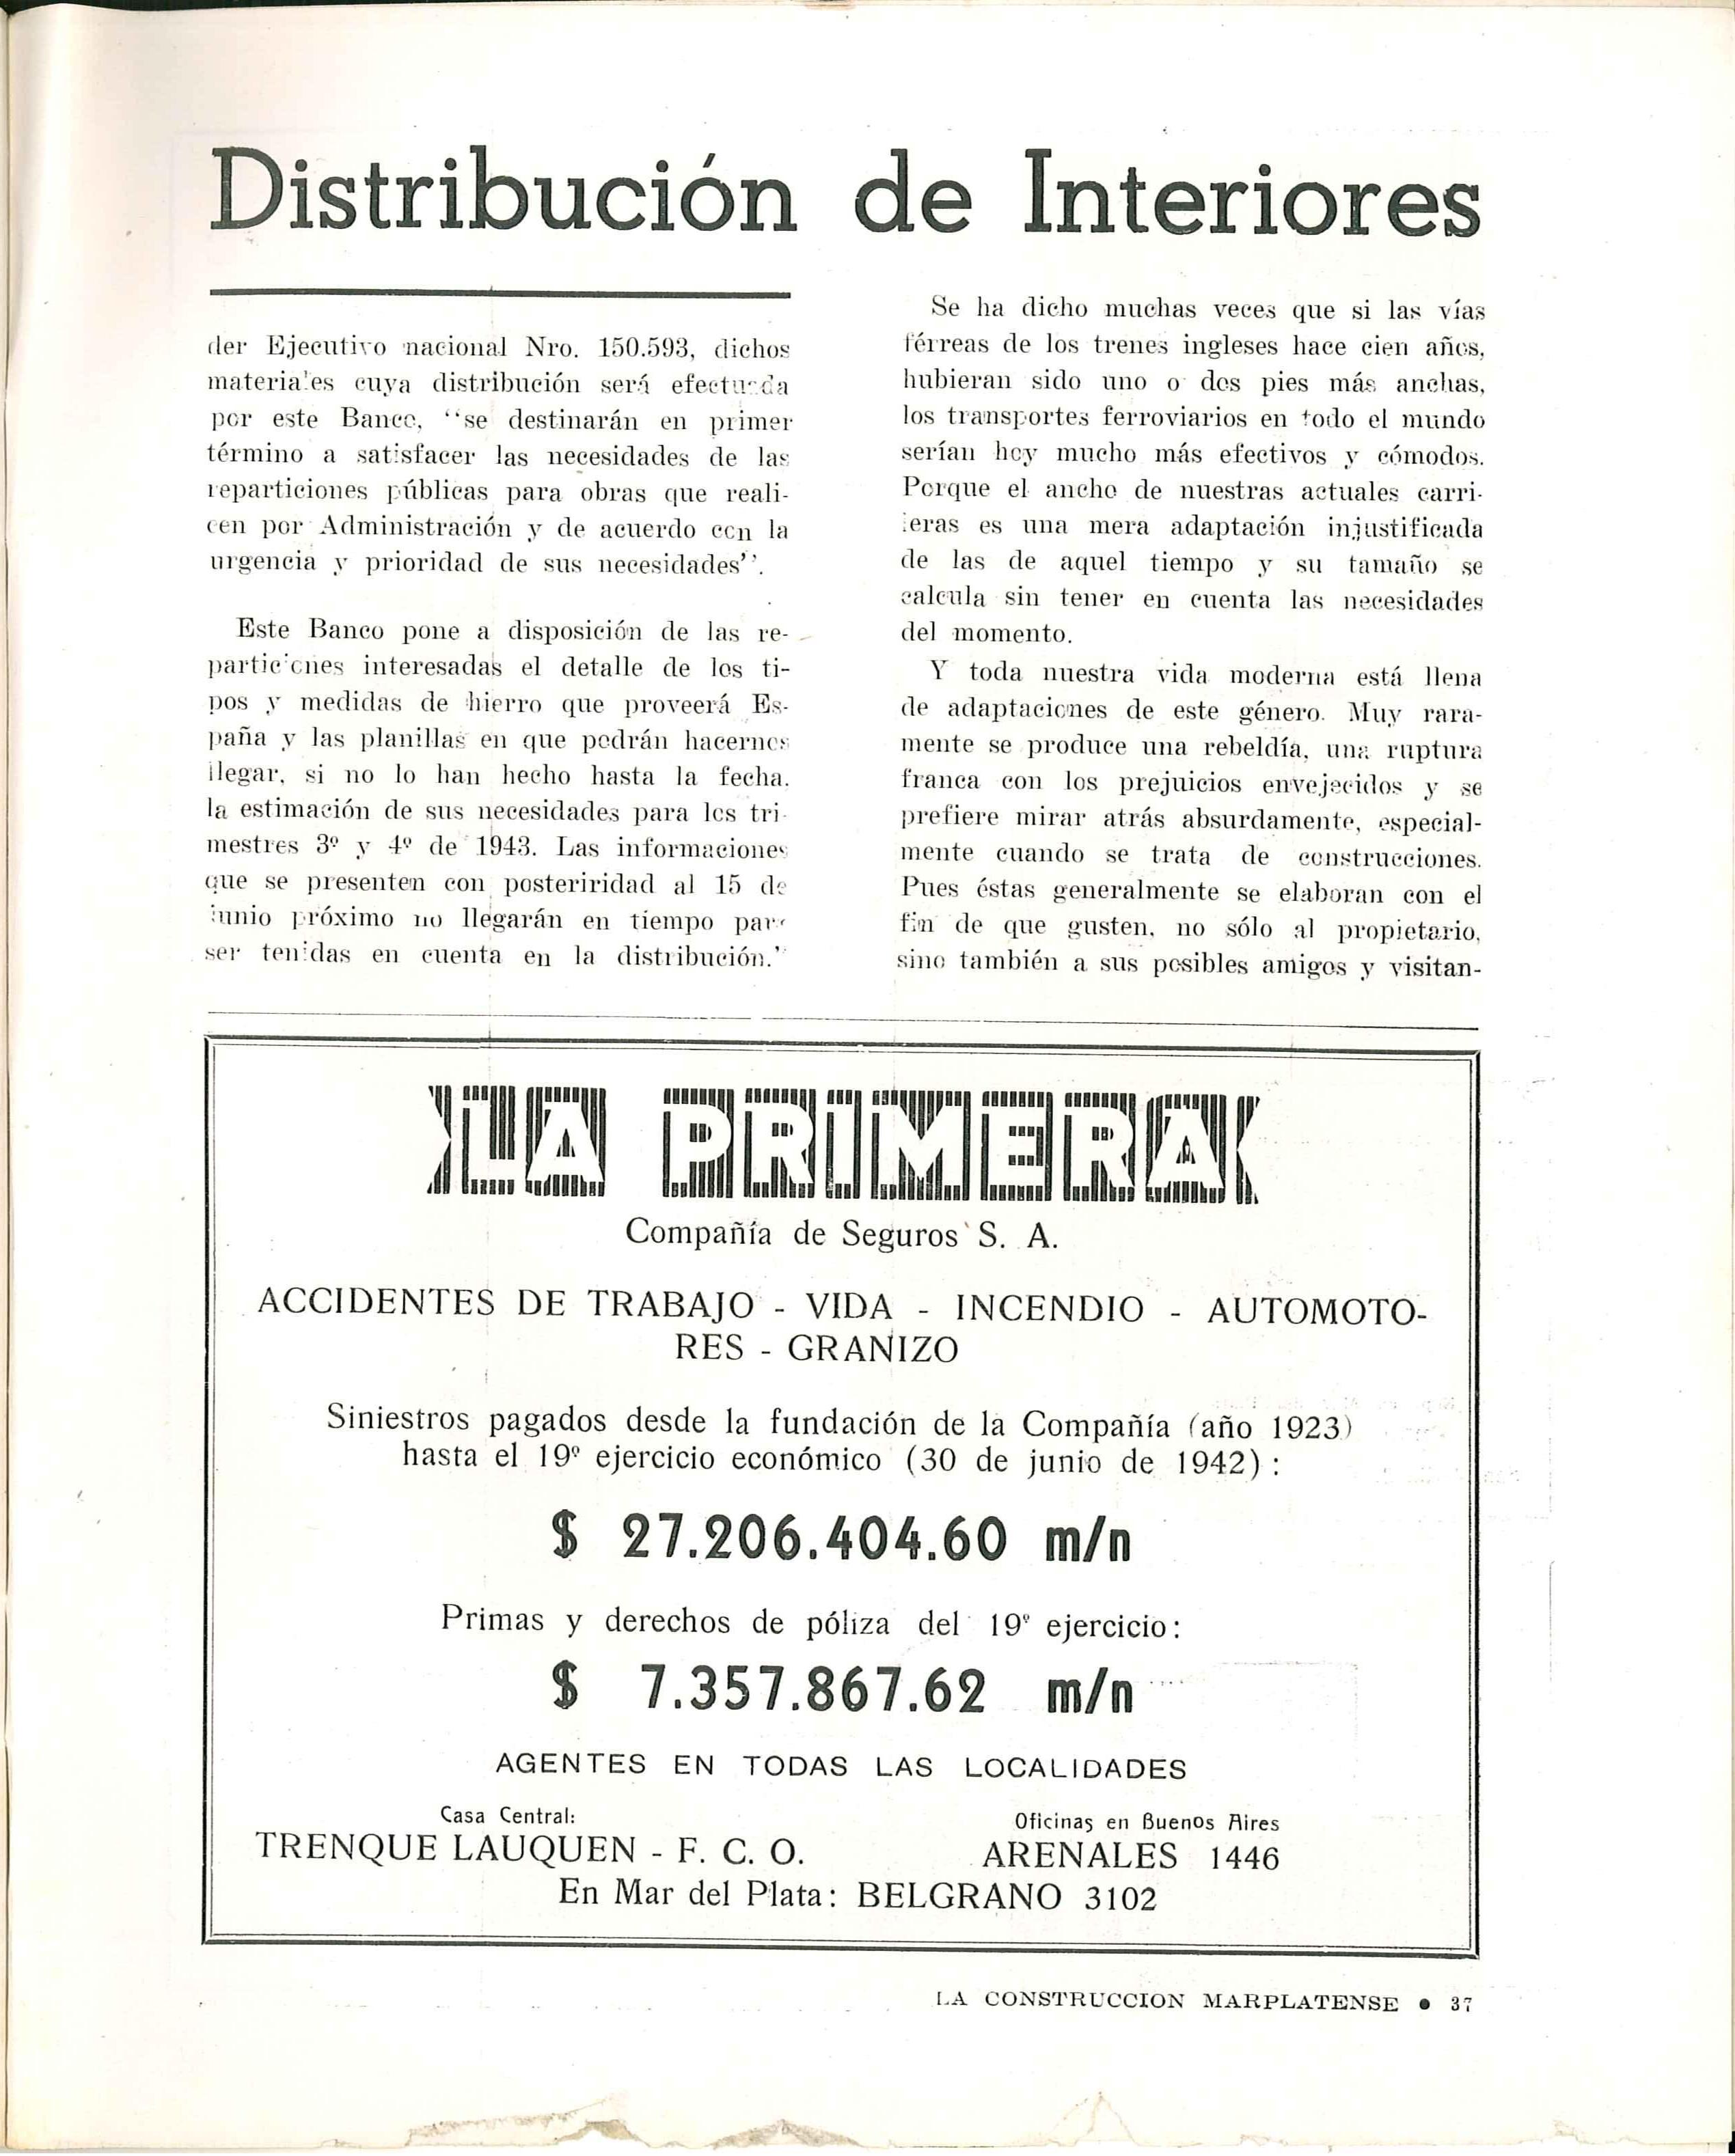 Distribución de Interiores
der Ejecutivo nacional Nro. 150.593, dichos
materiales cuya distribución será efectuada
por este Banco, “se destinarán en primer
término a satisfacer las necesidades de las
reparticiones públicas para obras que reali-
cen por Administración y de acuerdo con la
urgencia y prioridad de sus necesidades”.
Este Banco pone a disposición de las re-
particiones interesadas el detalle de los ti-
pos y medidas de hierro que proveerá Es-
paña y las planillas en que podrán hacernos
llegar, si no lo han hecho hasta la fecha.
la estimación de sus necesidades para los tri-
mestres 3º y 4º de 1943. Las informaciones
que se presenten con posteriridad al 15 de
junio próximo no llegarán en tiempo para
ser tenidas en cuenta en la distribución.”
Se ha dicho muchas veces que si las vías
férreas de los trenes ingleses hace cien años,
hubieran sido uno o dos pies más anchas,
los transportes ferroviarios en todo el mundo
serían hoy mucho más efectivos y cómodos.
Porque el ancho de nuestras actuales carri-
leras es una mera adaptación injustificada
de las de aquel tiempo y su tamaño se
calcula sin tener en cuenta las necesidades
del momento.
Y toda nuestra vida moderna está llena
de adaptaciones de este género. Muy rara-
mente se produce una rebeldía, una ruptura
franca con los prejuicios envejecidos y se
prefiere mirar atrás absurdamente, especial-
mente cuando se trata de construcciones.
Pues éstas generalmente se elaboran con el
fin de que gusten, no sólo al propietario,
sino también a sus posibles amigos y visitan-
LA PRIMERA
Compañía de Seguros S. A.
ACCIDENTES DE TRABAJO - VIDA - INCENDIO - AUTOMOTO-
RES - GRANIZO
Siniestros pagados desde la fundación de la Compañía (año 1923)
hasta el 19º ejercicio económico (30 de junio de 1942) :
$ 27.206.404.60 m/n
Primas y derechos de póliza del 19º ejercicio:
$ 7.357.867.62 m/n
AGENTES EN TODAS LAS LOCALIDADES
Casa Central:
TRENQUE LAUQUEN - F. C. O.
Oficinas en Buenos Aires
ARENALES 1446
En Mar del Plata: BELGRANO 3102
LA CONSTRUCCION MARPLATENSE ● 37